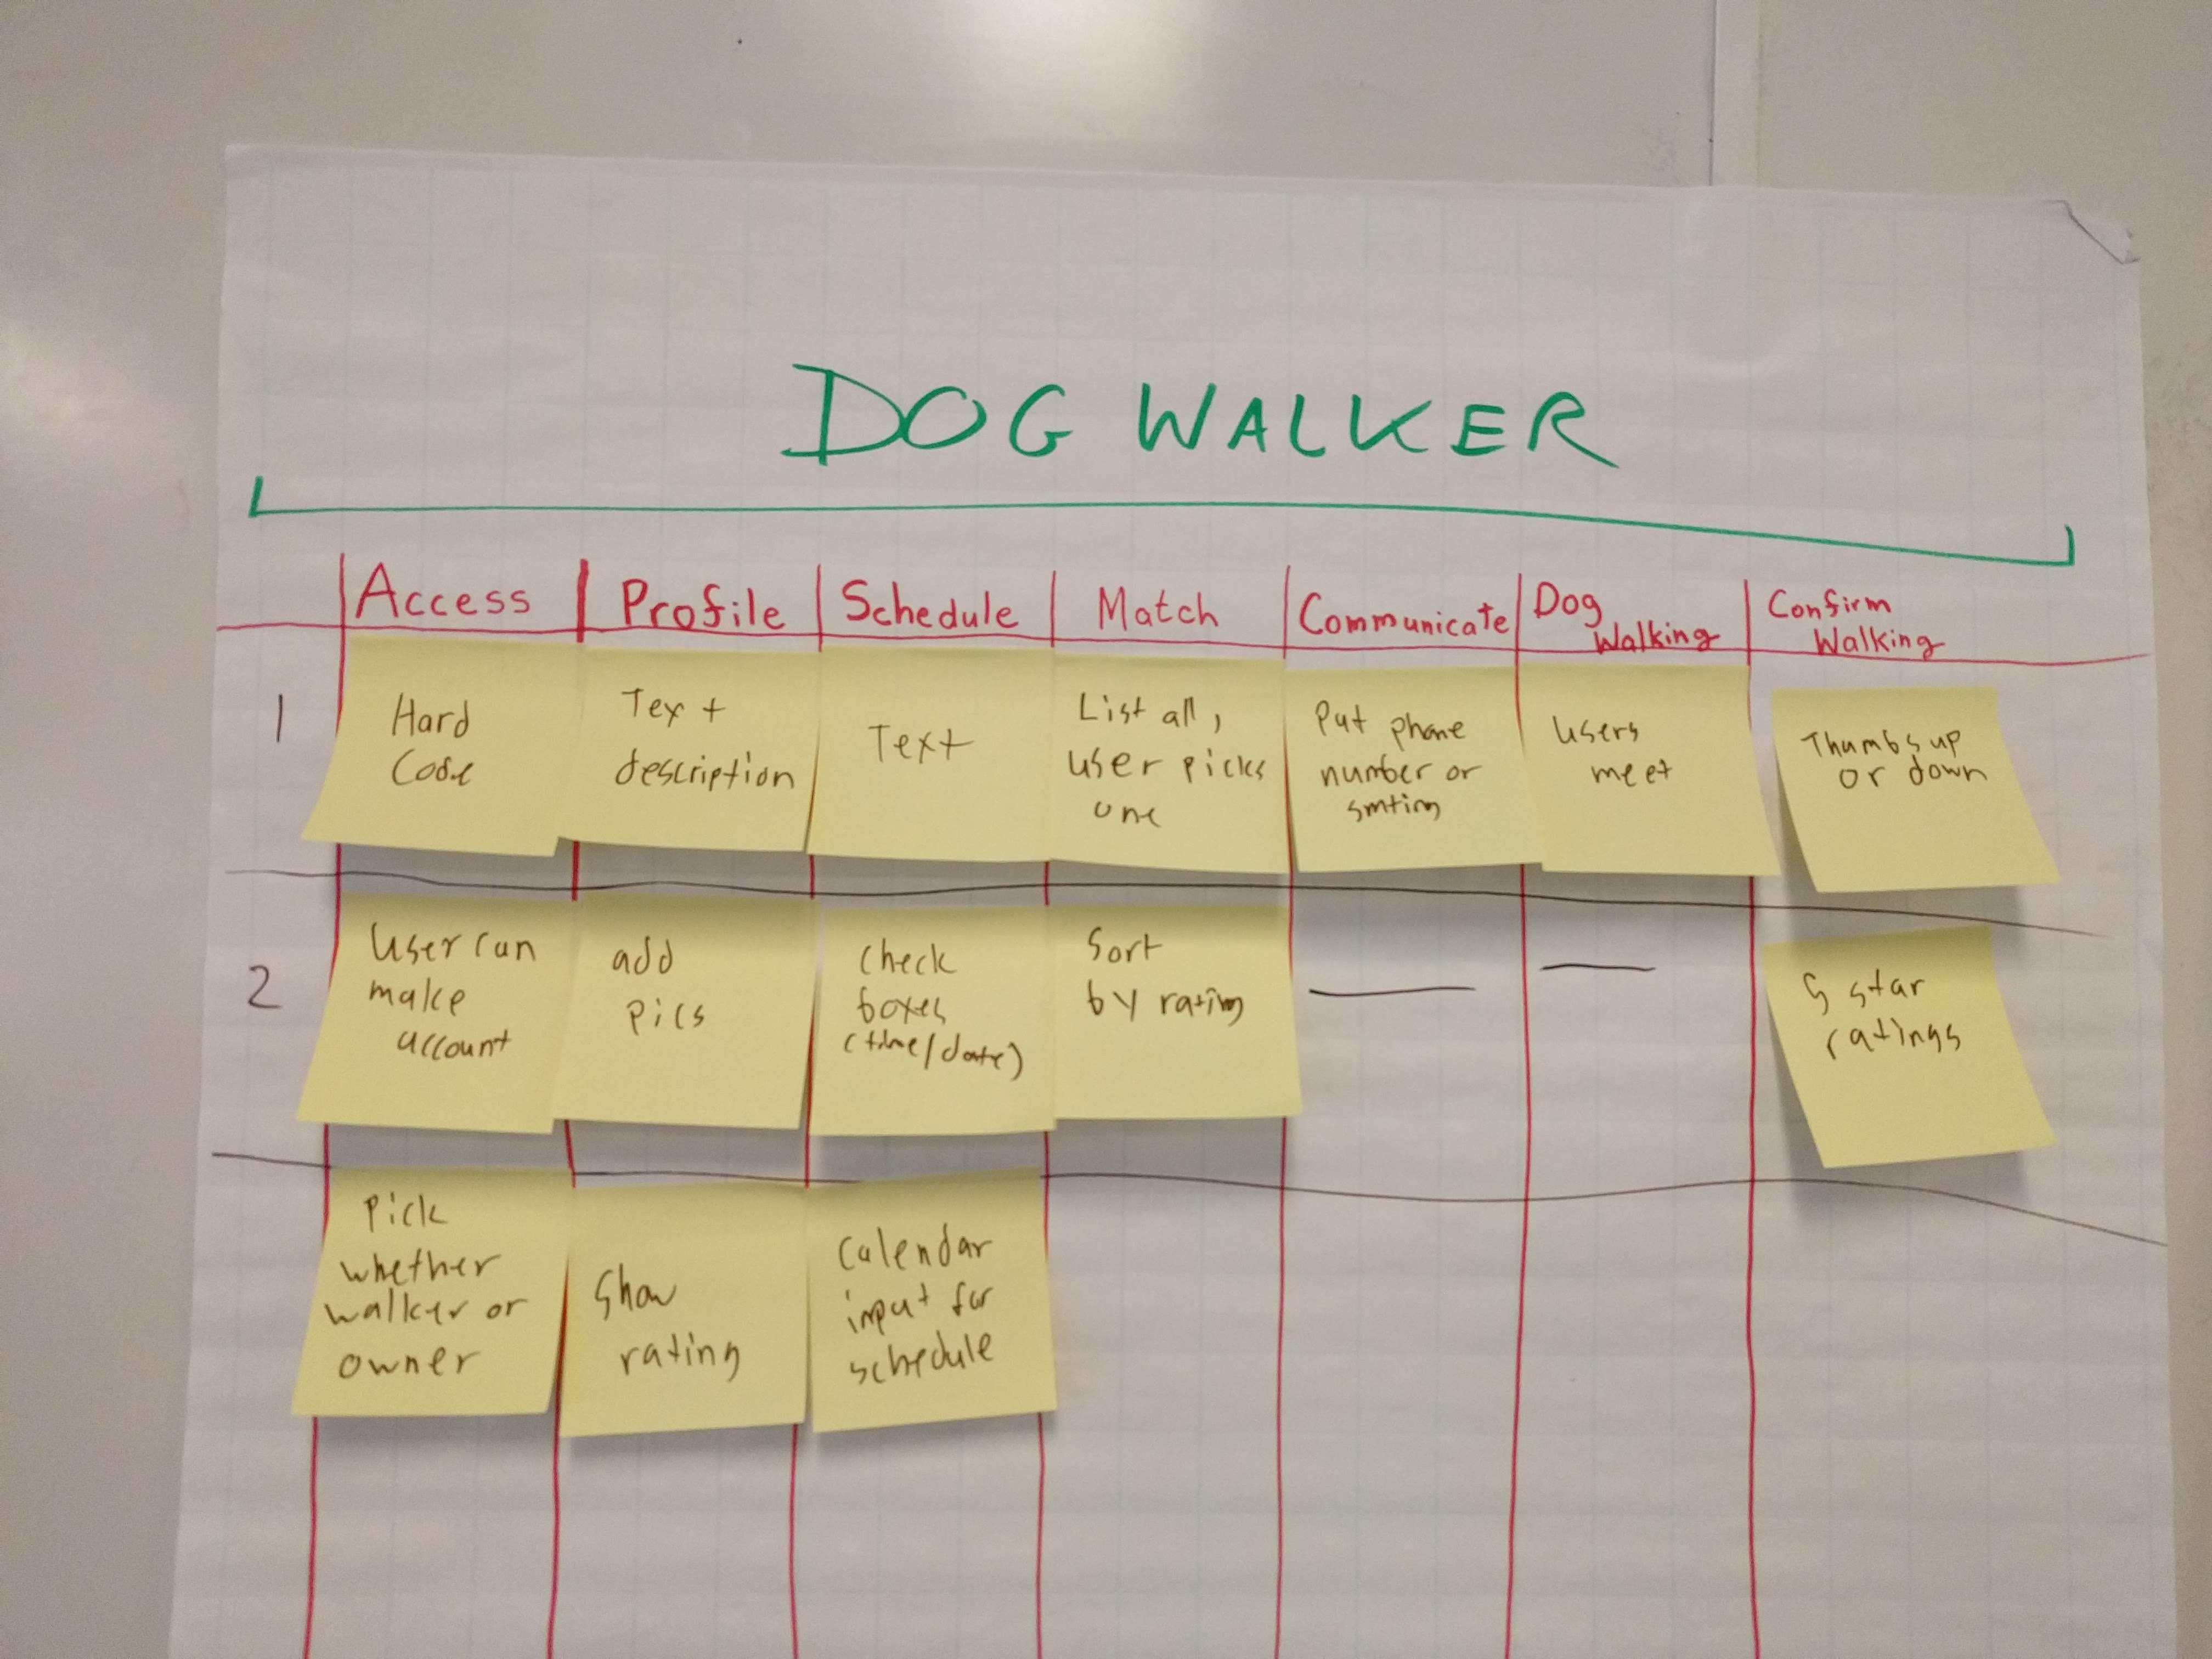 DOG WALKER
Access
Profile
Schedule
Match
Communicate
Dog
Walking
Confirm
Walking
1
Hard
Code
Text
description
Text
List all,
user picks
one
Put phone
number or
smting
Users
meet
Thumbs up
or down
2
User can
make
account
add
pics
check
boxes
(time/date)
Sort
by rating
5 star
ratings
Pick
whether
walker or
owner
Show
rating
Calendar
input for
schedule